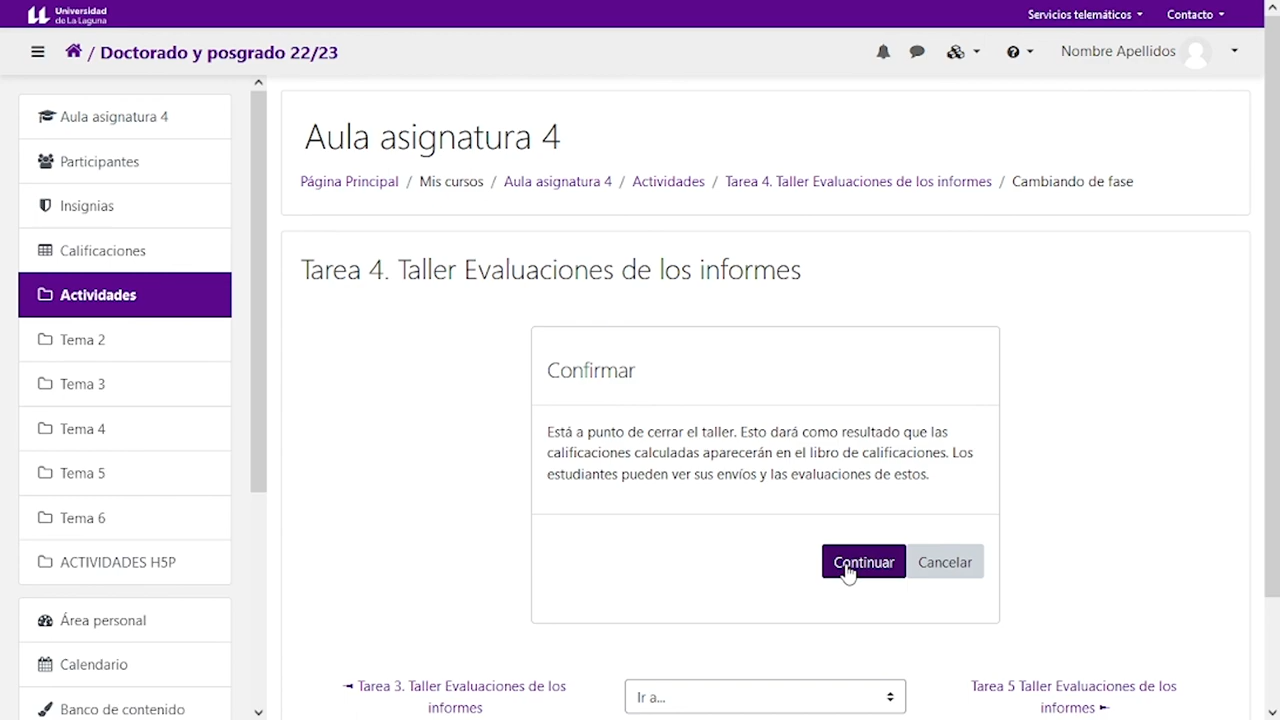 Universidad
de La Laguna
Servicios telemáticos
Contacto
/ Doctorado y posgrado 22/23
Nombre Apellidos
Aula asignatura 4
Participantes
Insignias
Calificaciones
Actividades
Tema 2
Tema 3
Tema 4
Tema 5
Tema 6
ACTIVIDADES H5P
Área personal
Calendario
Banco de contenido
Aula asignatura 4
Página Principal / Mis cursos / Aula asignatura 4 / Actividades / Tarea 4. Taller Evaluaciones de los informes / Cambiando de fase
Tarea 4. Taller Evaluaciones de los informes
Confirmar
Está a punto de cerrar el taller. Esto dará como resultado que las
calificaciones calculadas aparecerán en el libro de calificaciones. Los
estudiantes pueden ver sus envíos y las evaluaciones de estos.
Continuar
Cancelar
◄ Tarea 3. Taller Evaluaciones de los
informes
Ir a...
Tarea 5 Taller Evaluaciones de los
informes ►